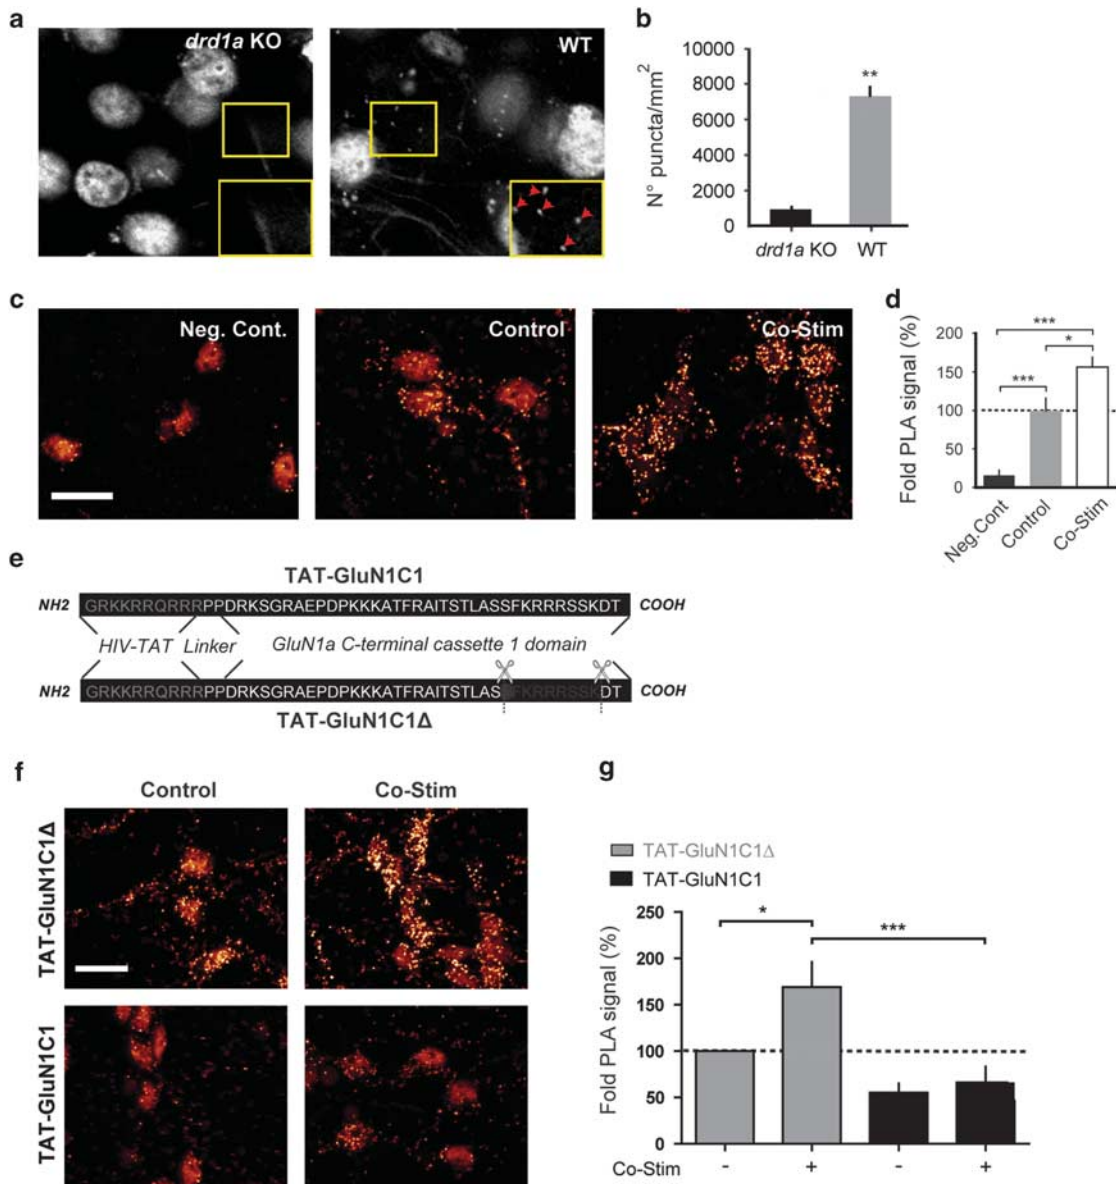 a
drd1a KO
WT
b
10000
8000
6000
4000
2000
0
N° puncta/mm²
**
drd1a KO
WT
c
Neg. Cont.
Control
Co-Stim
d
Fold PLA signal (%)
200
150
100
50
0
***
*
***
Neg.Cont
Control
Co-Stim
e
TAT-GluN1C1
NH2 GRKKRRQRRRPPDRKSGRAEPDPKKKATFRAITSTLASSFKRRRSSKDT COOH
HIV-TAT Linker GluN1a C-terminal cassette 1 domain
NH2 GRKKRRQRRRPPDRKSGRAEPDPKKKATFRAITSTLAS FKRRRSSKDT COOH
TAT-GluN1C1Δ
f
Control
Co-Stim
TAT-GluN1C1Δ
TAT-GluN1C1
g
TAT-GluN1C1Δ
TAT-GluN1C1
Fold PLA signal (%)
250
200
150
100
50
0
*
***
Co-Stim - + - +